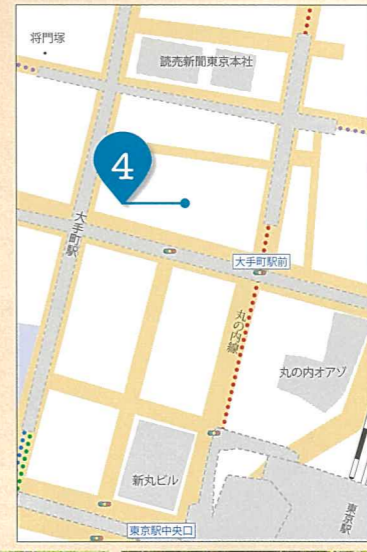 将門塚
読売新聞東京本社
4
大手町駅
大手町駅前
丸の内線
丸の内オアゾ
新丸ビル
東京駅
東京駅中央口